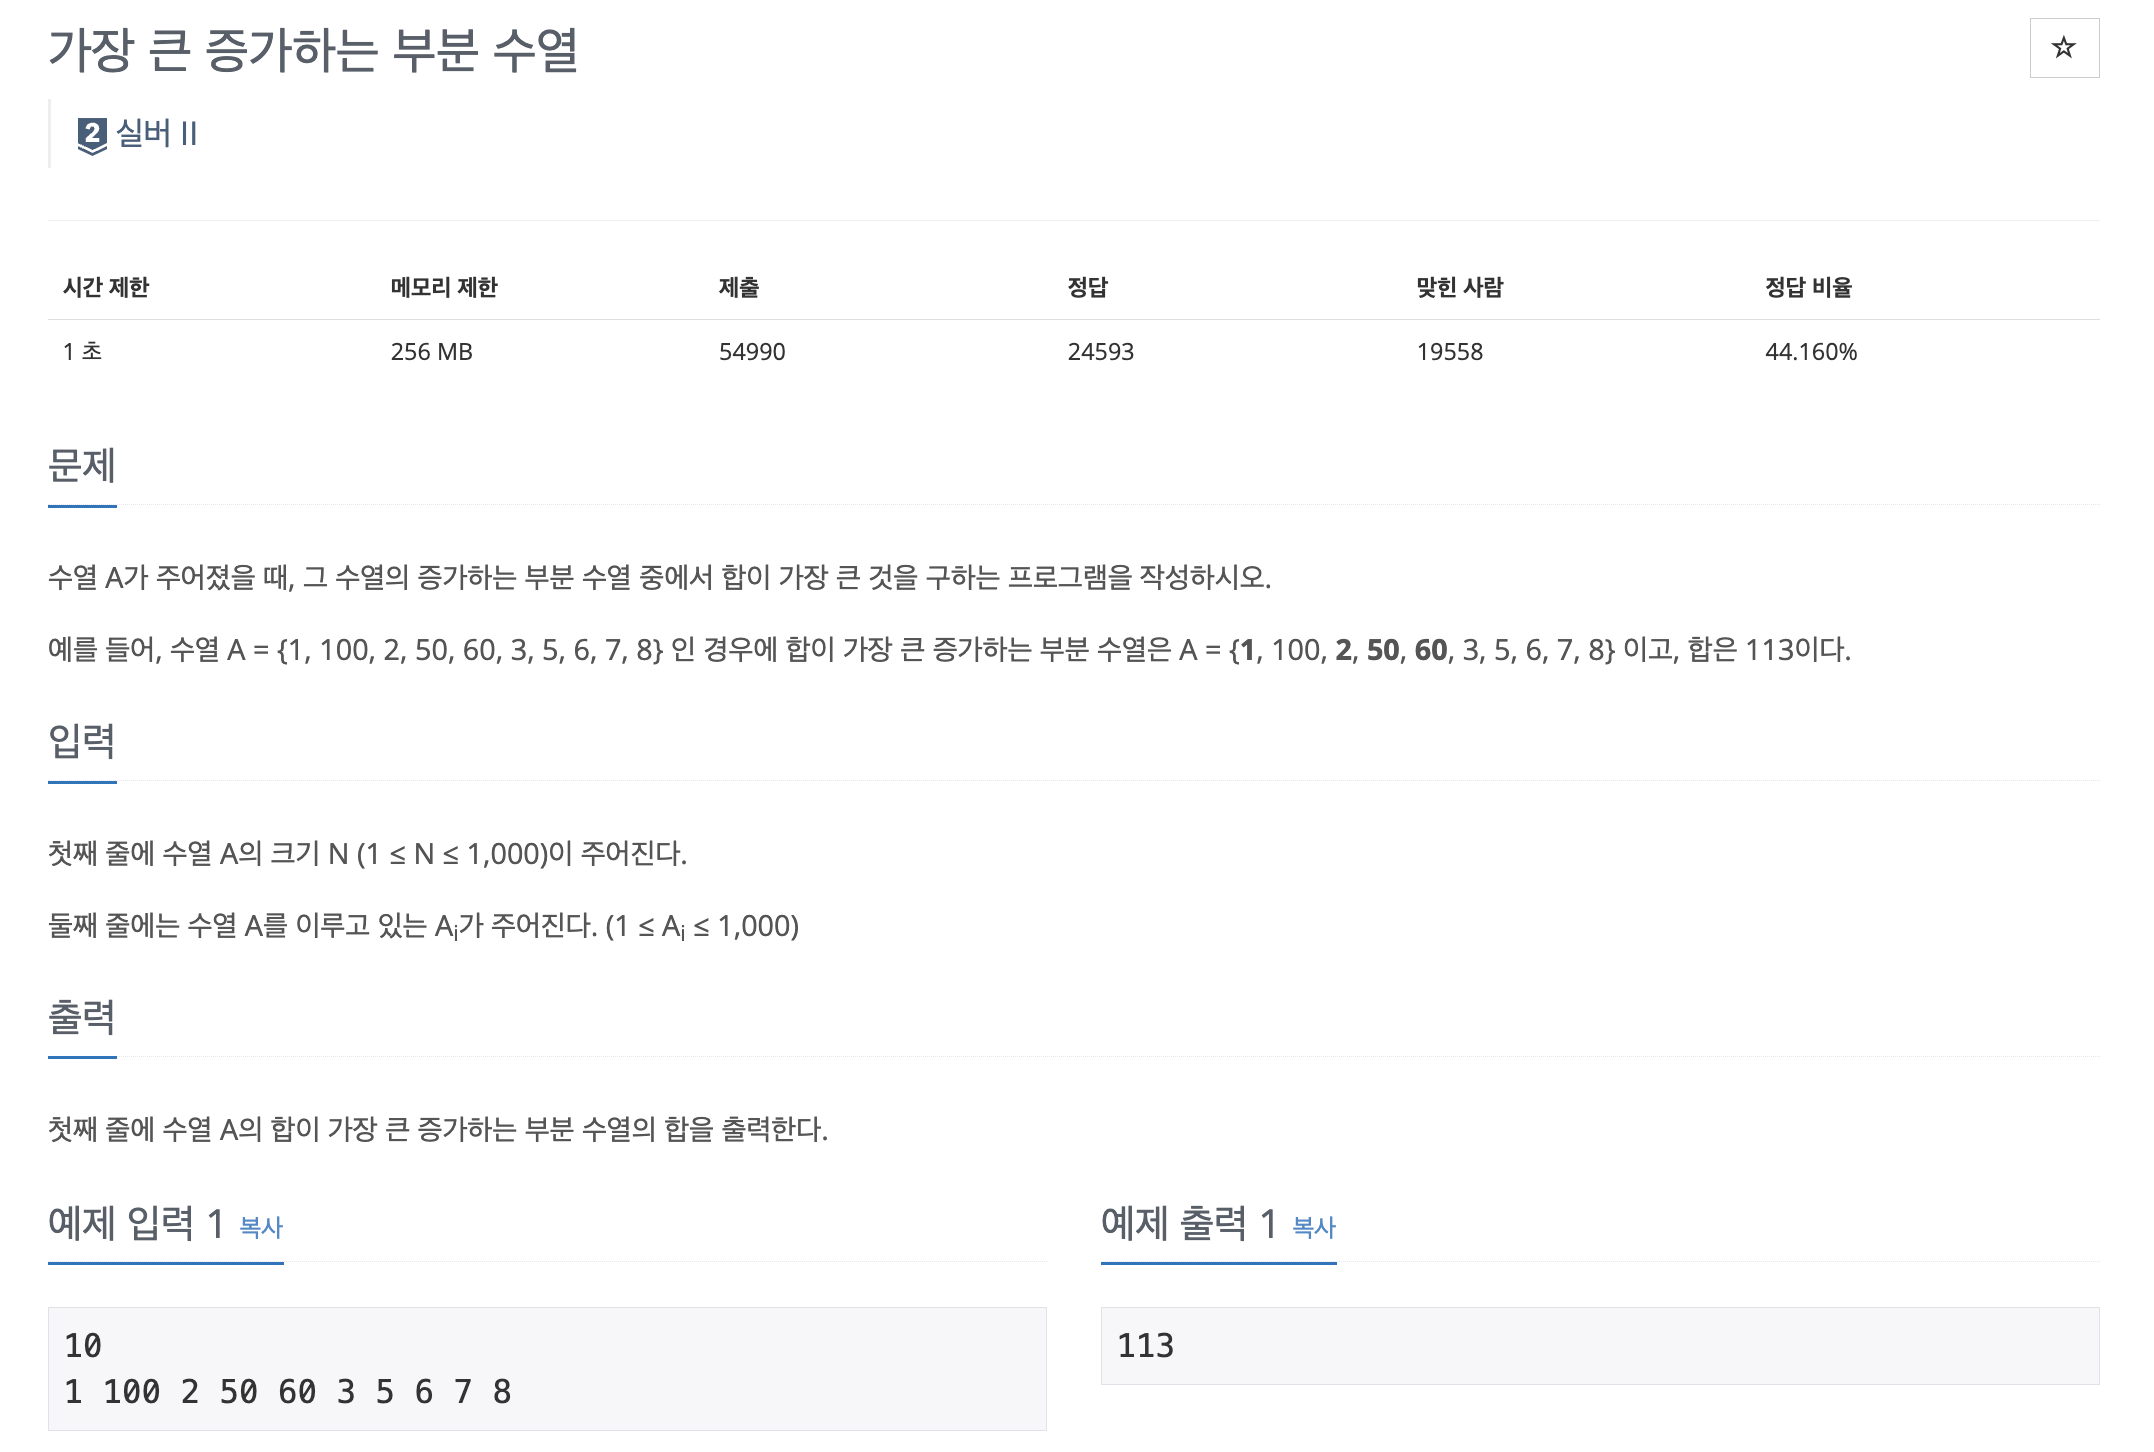 가장 큰 증가하는 부분 수열
☆
2 실버 II
시간 제한 메모리 제한 제출 정답 맞힌 사람 정답 비율
1 초 256 MB 54990 24593 19558 44.160%
문제
수열 A가 주어졌을 때, 그 수열의 증가하는 부분 수열 중에서 합이 가장 큰 것을 구하는 프로그램을 작성하시오.
예를 들어, 수열 A = {1, 100, 2, 50, 60, 3, 5, 6, 7, 8} 인 경우에 합이 가장 큰 증가하는 부분 수열은 A = {1, 100, 2, 50, 60, 3, 5, 6, 7, 8} 이고, 합은 113이다.
입력
첫째 줄에 수열 A의 크기 N (1 ≤ N ≤ 1,000)이 주어진다.
둘째 줄에는 수열 A를 이루고 있는 Ai가 주어진다. (1 ≤ Ai ≤ 1,000)
출력
첫째 줄에 수열 A의 합이 가장 큰 증가하는 부분 수열의 합을 출력한다.
예제 입력 1 복사
10
1 100 2 50 60 3 5 6 7 8
예제 출력 1 복사
113